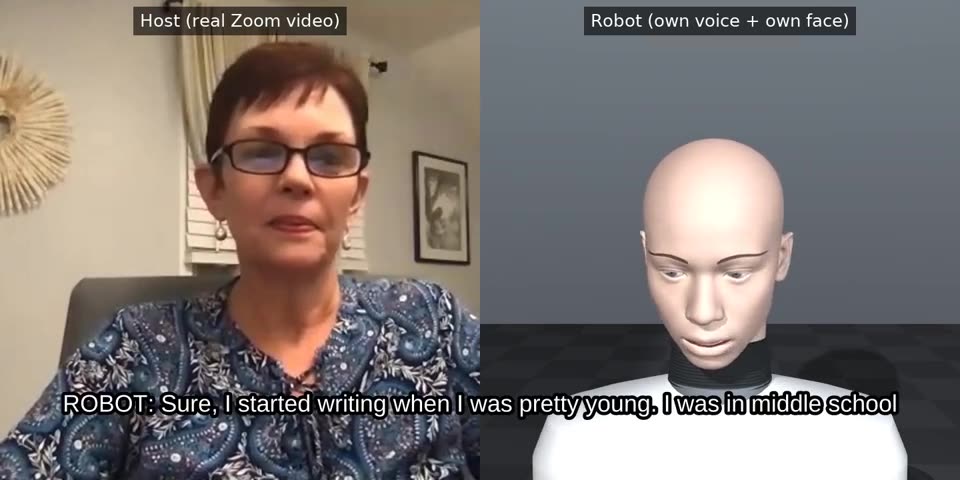 Host (real Zoom video)
Robot (own voice + own face)
ROBOT: Sure, I started writing when I was pretty young. I was in middle school